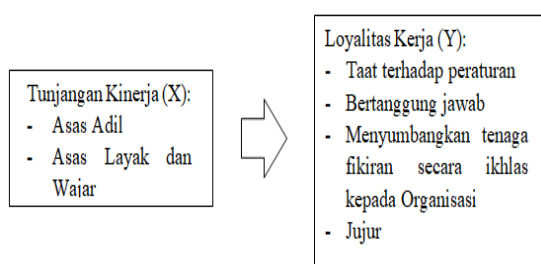 Tunjangan Kinerja (X):
- Asas Adil
- Asas Layak dan
Wajar
Loyalitas Kerja (Y):
- Taat terhadap peraturan
- Bertanggung jawab
- Menyumbangkan tenaga
fikiran secara ikhlas
kepada Organisasi
- Jujur